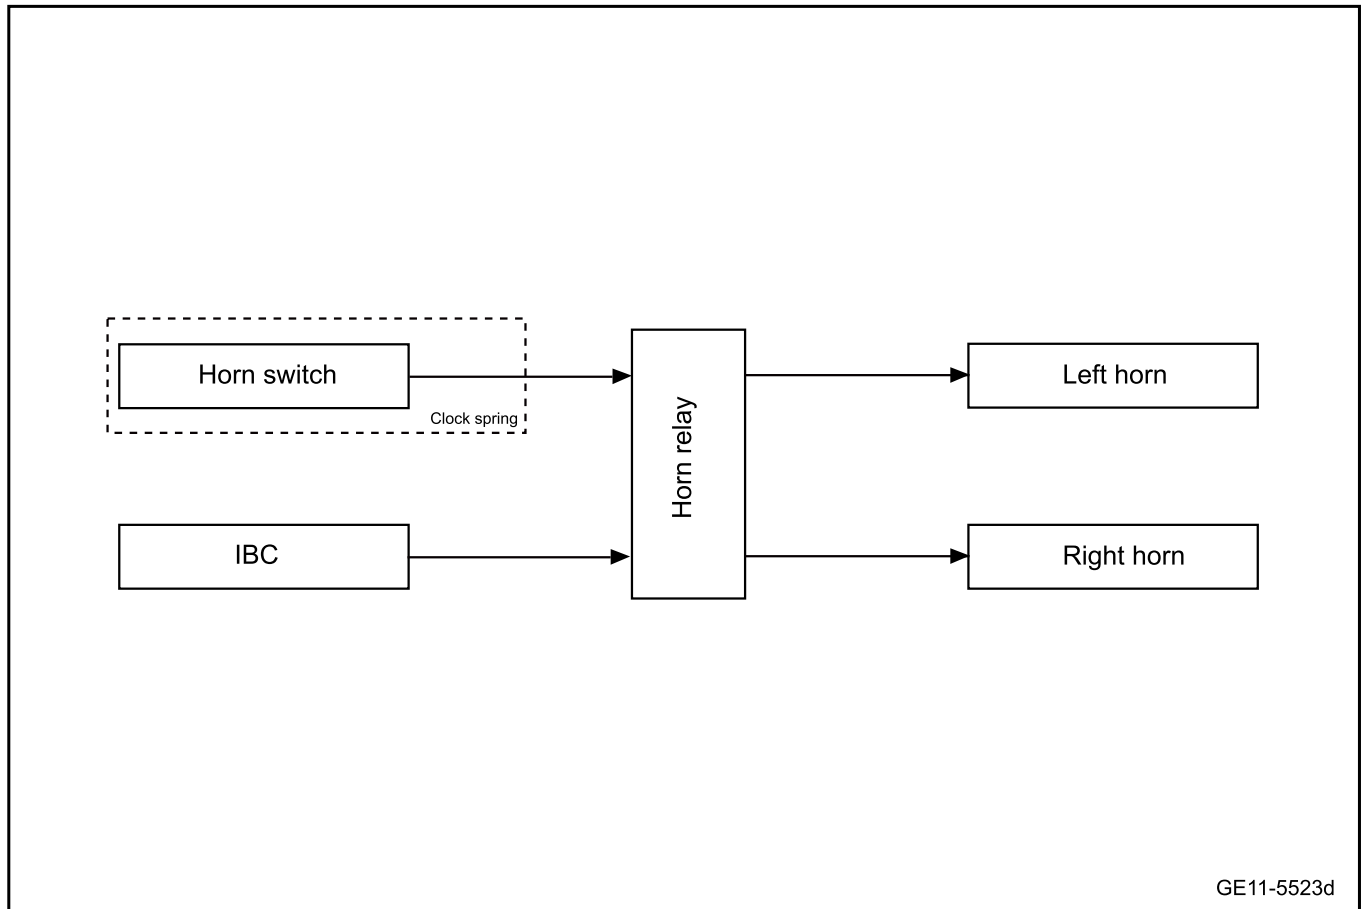 Horn switch
Clock spring
IBC
Horn relay
Left horn
Right horn
GE11-5523d